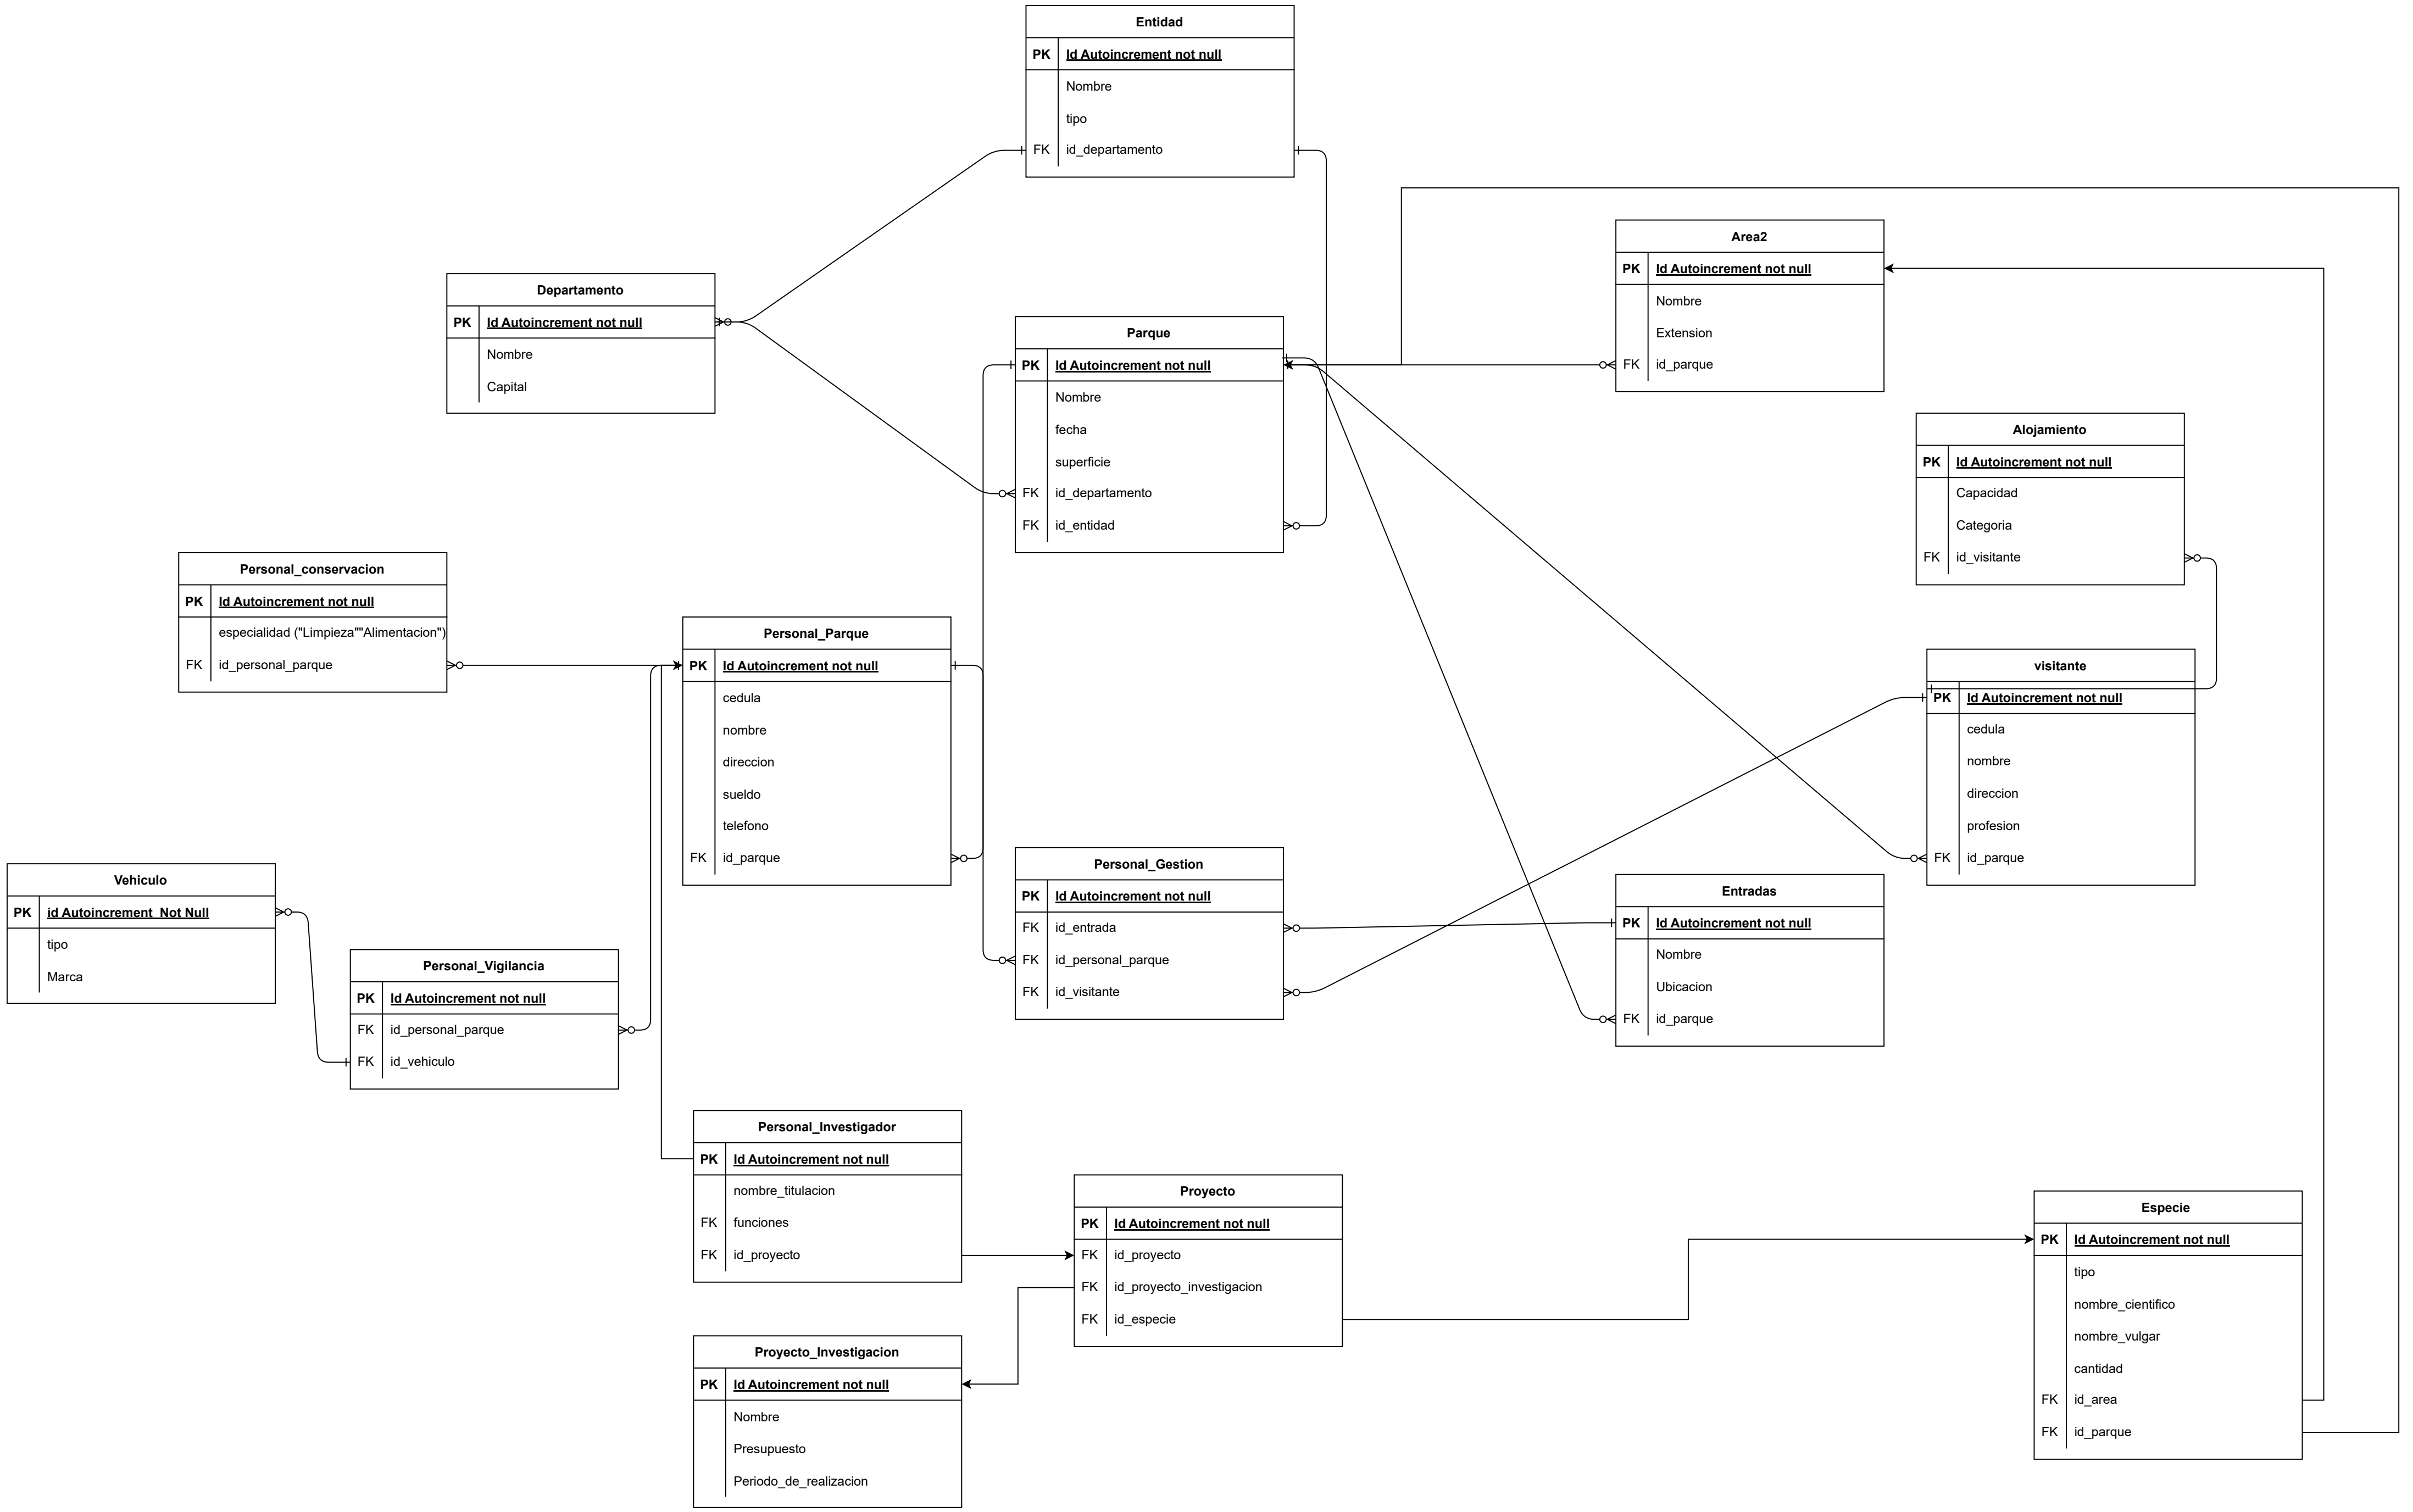 Entidad
PK Id Autoincrement not null
Nombre
tipo
FK id_departamento
Area2
PK Id Autoincrement not null
Nombre
Extension
FK id_parque
Departamento
PK Id Autoincrement not null
Nombre
Capital
Parque
PK Id Autoincrement not null
Nombre
fecha
superficie
FK id_departamento
FK id_entidad
Alojamiento
PK Id Autoincrement not null
Capacidad
Categoria
FK id_visitante
Personal_conservacion
PK Id Autoincrement not null
especialidad ("Limpieza""Alimentacion")
FK id_personal_parque
Personal_Parque
PK Id Autoincrement not null
cedula
nombre
direccion
sueldo
telefono
FK id_parque
visitante
PK Id Autoincrement not null
cedula
nombre
direccion
profesion
FK id_parque
Vehiculo
PK id Autoincrement_Not Null
tipo
Marca
Personal_Gestion
PK Id Autoincrement not null
FK id_entrada
FK id_personal_parque
FK id_visitante
Entradas
PK Id Autoincrement not null
Nombre
Ubicacion
FK id_parque
Personal_Vigilancia
PK Id Autoincrement not null
FK id_personal_parque
FK id_vehiculo
Personal_Investigador
PK Id Autoincrement not null
nombre_titulacion
FK funciones
FK id_proyecto
Proyecto
PK Id Autoincrement not null
FK id_proyecto
FK id_proyecto_investigacion
FK id_especie
Especie
PK Id Autoincrement not null
tipo
nombre_cientifico
nombre_vulgar
cantidad
FK id_area
FK id_parque
Proyecto_Investigacion
PK Id Autoincrement not null
Nombre
Presupuesto
Periodo_de_realizacion